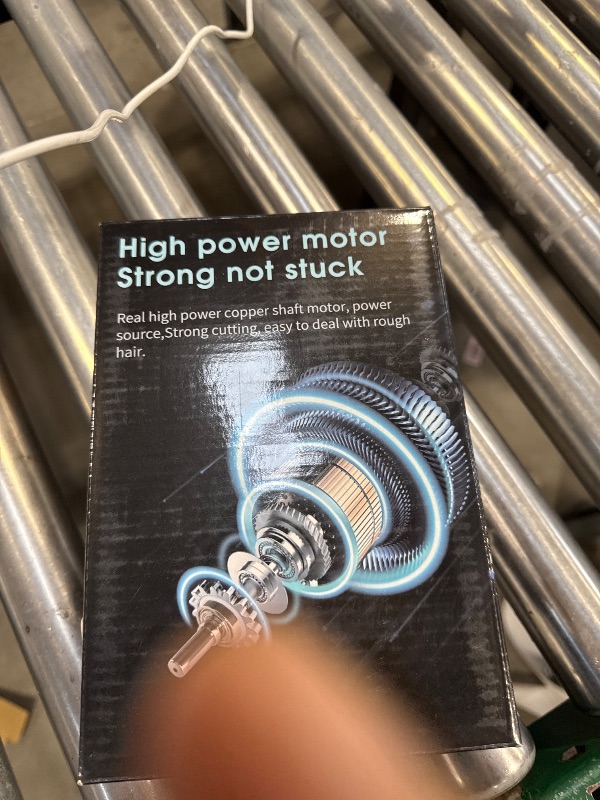 High power motor
Strong not stuck
Real high power copper shaft motor, power
source,Strong cutting, easy to deal with rough
hair.